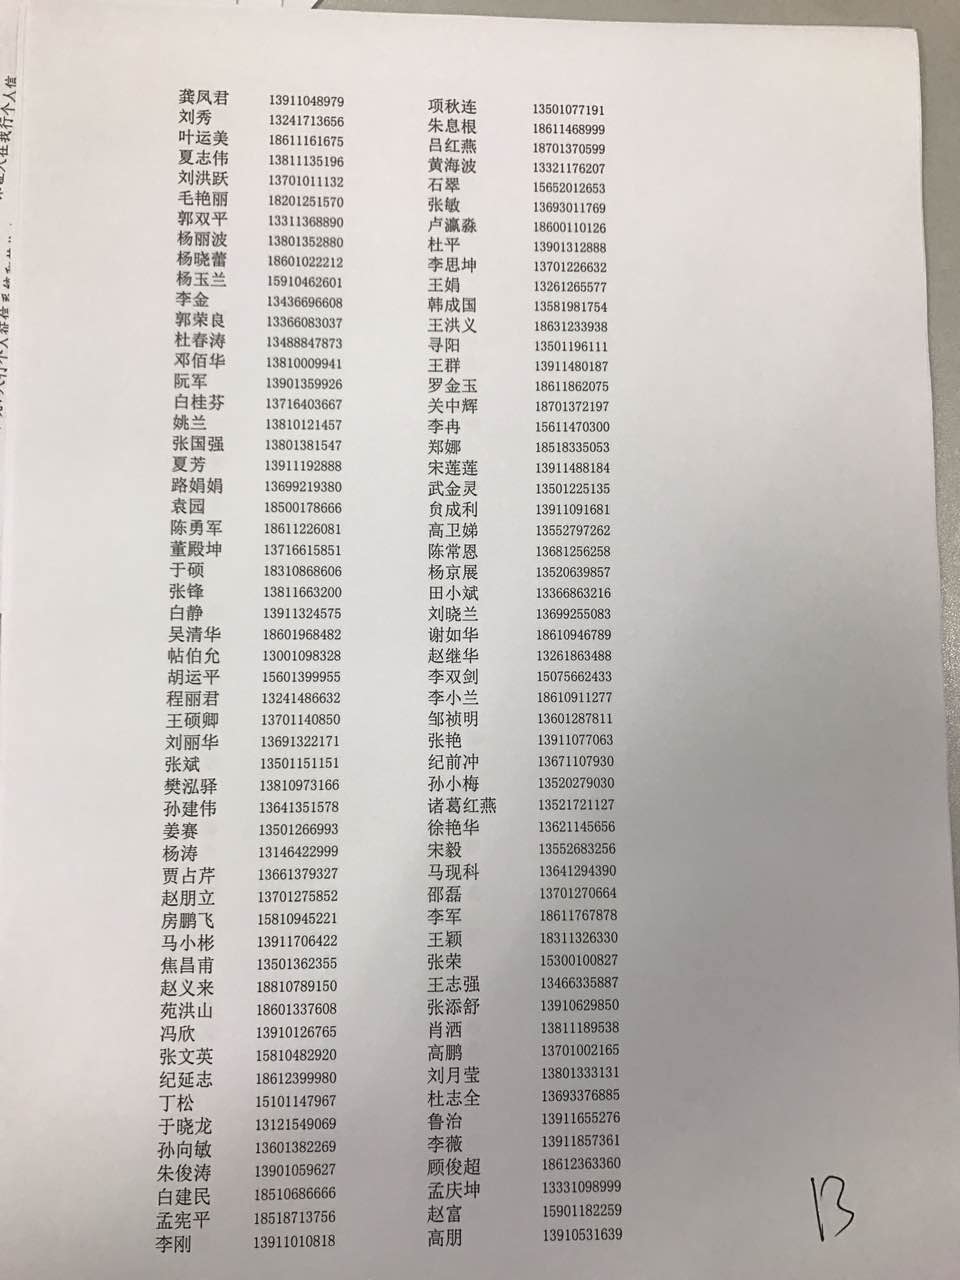 龚凤君 13911048979 项秋连 13501077191
刘秀 13241713656 朱息根 18611468999
叶运美 18611161675 吕红燕 18701370599
夏志伟 13811135196 黄海波 13321176207
刘洪跃 13701011132 石翠 15652012653
毛艳丽 18201251570 张敏 13693011769
郭双平 13311368890 卢瀛淼 18600110126
杨丽波 13801352880 杜平 13901312888
杨晓蕾 18601022212 李思坤 13701226632
杨玉兰 15910462601 王娟 13261265577
李金 13436696608 韩成国 13581981754
郭荣良 13366083037 王洪义 18631233938
杜春涛 13488847873 寻阳 13501196111
邓佰华 13810009941 王群 13911480187
阮军 13901359926 罗金玉 18611862075
白桂芬 13716403667 关中辉 18701372197
姚兰 13810121457 李冉 15611470300
张国强 13801381547 郑娜 18518335053
夏芳 13911192888 宋莲莲 13911488184
路娟娟 13699219380 武金灵 13501225135
袁园 18500178666 贠成利 13911091681
陈勇军 18611226081 高卫娣 13552797262
董殿坤 13716615851 陈常恩 13681256258
于硕 18310868606 杨京展 13520639857
张锋 13811663200 田小斌 13366863216
白静 13911324575 刘晓兰 13699255083
吴清华 18601968482 谢如华 18610946789
帖伯允 13001098328 赵继华 13261863488
胡运平 15601399955 李双剑 15075662433
程丽君 13241486632 李小兰 18610911277
王硕卿 13701140850 邹祯明 13601287811
刘丽华 13691322171 张艳 13911077063
张斌 13501151151 纪前冲 13671107930
樊泓驿 13810973166 孙小梅 13520279030
孙建伟 13641351578 诸葛红燕 13521721127
姜赛 13501266993 徐艳华 13621145656
杨涛 13146422999 宋毅 13552683256
贾占芹 13661379327 马现科 13641294390
赵朋立 13701275852 邵磊 13701270664
房鹏飞 15810945221 李军 18611767878
马小彬 13911706422 王颖 18311326330
焦昌甫 13501362355 张荣 15300100827
赵义来 18810789150 王志强 13466335887
苑洪山 18601337608 张添舒 13910629850
冯欣 13910126765 肖洒 13811189538
张文英 15810482920 高鹏 13701002165
纪延志 18612399980 刘月莹 13801333131
丁松 15101147967 杜志全 13693376885
于晓龙 13121549069 鲁治 13911655276
孙向敏 13601382269 李薇 13911857361
朱俊涛 13901059627 顾俊超 18612363360
白建民 18510686666 孟庆坤 13331098999
孟宪平 18518713756 赵富 15901182259
李刚 13911010818 高朋 13910531639
13